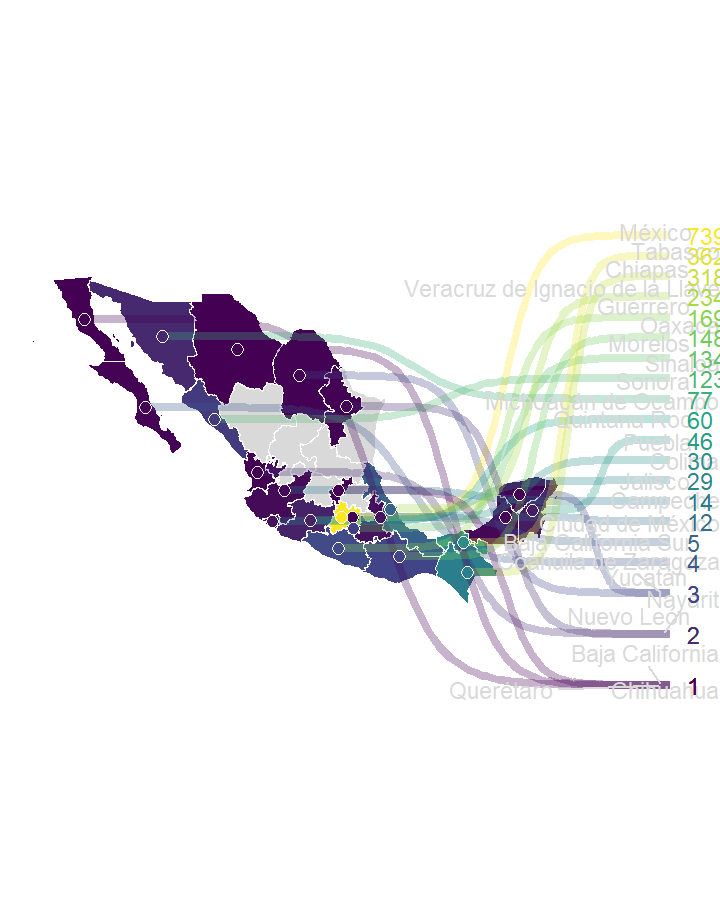 México 739
Tabasco 362
Chiapas 318
Veracruz de Ignacio de la Llave 234
Guerrero 169
Oaxaca 148
Morelos 134
Sinaloa 123
Sonora 77
Michoacán de Ocampo 60
Quintana Roo 46
Puebla 30
Colima 29
Jalisco 14
Campeche 12
Ciudad de México 5
Baja California Sur 4
Coahuila de Zaragoza 3
Yucatán
Nayarit
Nuevo León 2
Baja California
Querétaro Chihuahua 1